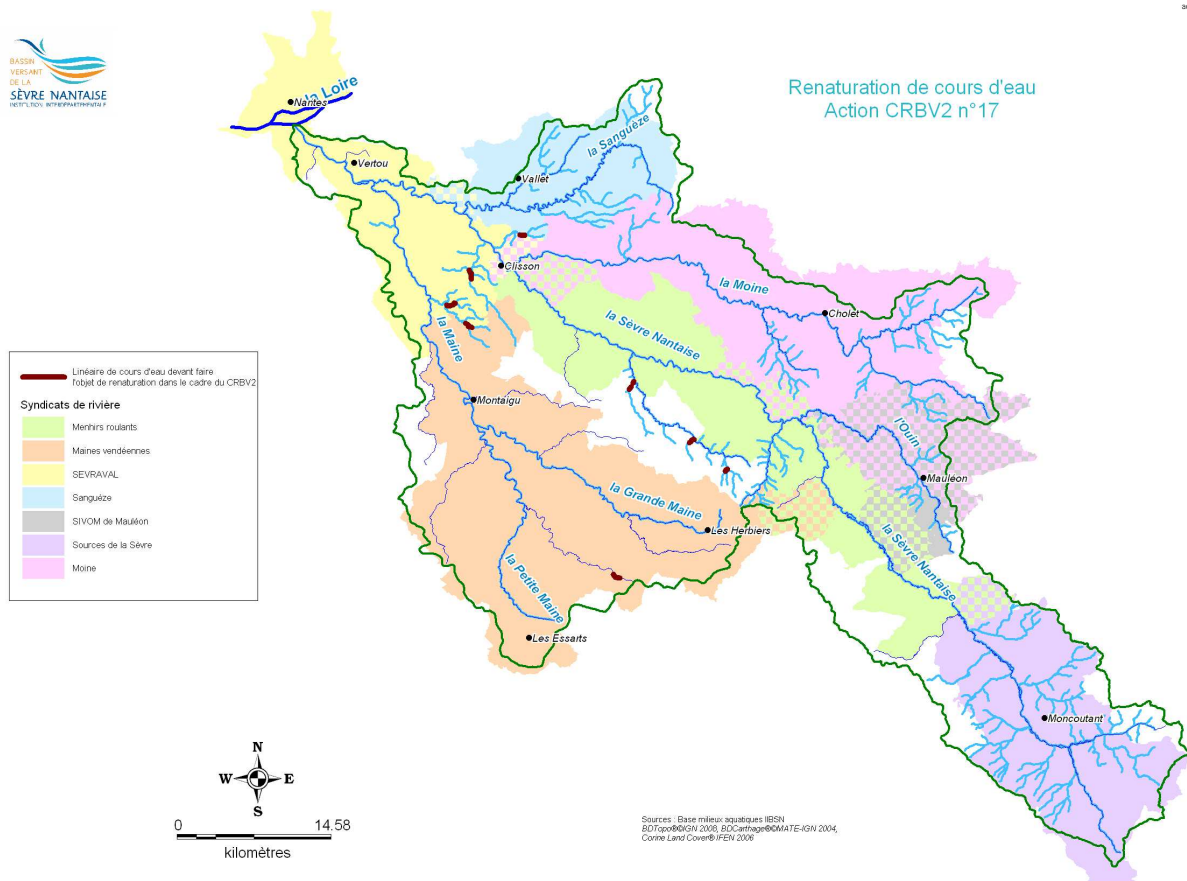 BASSIN
VERSANT
DE LA
SÈVRE NANTAISE
INSTITUTION INTERDÉPARTEMENTALE
Renaturation de cours d'eau
Action CRBV2 n°17
la Loire
Nantes
Vertou
la Sanguèze
Vallet
Clisson
la Moine
Cholet
la Sèvre Nantaise
la Maine
Montaigu
l'Ouin
Mauléon
la Grande Maine
Les Herbiers
la Sèvre Nantaise
la Petite Maine
Les Essarts
Moncoutant
Linéaire de cours d'eau devant faire
l'objet de renaturation dans le cadre du CRBV2
Syndicats de rivière
Menhirs roulants
Maines vendéennes
SEVRAVAL
Sanguèze
SIVOM de Mauléon
Sources de la Sèvre
Moine
N
W E
S
0 14.58
kilomètres
Sources : Base milieux aquatiques IIBSN
BDTopo®©IGN 2008, BDCarthage®©MATE-IGN 2004,
Corine Land Cover® IFEN 2006